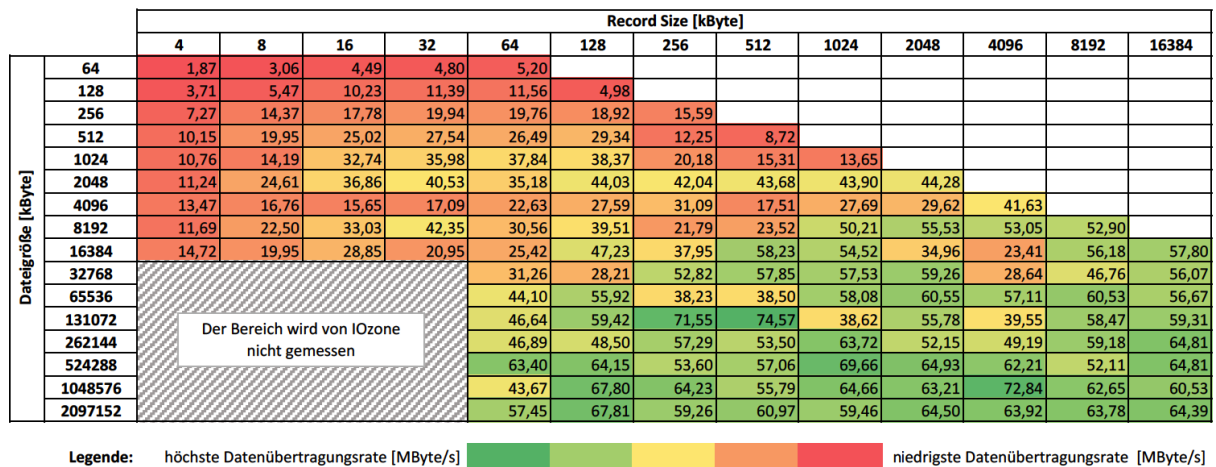 Record Size [kByte]
4 8 16 32 64 128 256 512 1024 2048 4096 8192 16384
Dateigröße [kByte]
64 1,87 3,06 4,49 4,80 5,20
128 3,71 5,47 10,23 11,39 11,56 4,98
256 7,27 14,37 17,78 19,94 19,76 18,92 15,59
512 10,15 19,95 25,02 27,54 26,49 29,34 12,25 8,72
1024 10,76 14,19 32,74 35,98 37,84 38,37 20,18 15,31 13,65
2048 11,24 24,61 36,86 40,53 35,18 44,03 42,04 43,68 43,90 44,28
4096 13,47 16,76 15,65 17,09 22,63 27,59 31,09 17,51 27,69 29,62 41,63
8192 11,69 22,50 33,03 42,35 30,56 39,51 21,79 23,52 50,21 55,53 53,05 52,90
16384 14,72 19,95 28,85 20,95 25,42 47,23 37,95 58,23 54,52 34,96 23,41 56,18 57,80
32768 31,26 28,21 52,82 57,85 57,53 59,26 28,64 46,76 56,07
65536 44,10 55,92 38,23 38,50 58,08 60,55 57,11 60,53 56,67
131072 46,64 59,42 71,55 74,57 38,62 55,78 39,55 58,47 59,31
262144 46,89 48,50 57,29 53,50 63,72 52,15 49,19 59,18 64,81
524288 63,40 64,15 53,60 57,06 69,66 64,93 62,21 52,11 64,81
1048576 43,67 67,80 64,23 55,79 64,66 63,21 72,84 62,65 60,53
2097152 57,45 67,81 59,26 60,97 59,46 64,50 63,92 63,78 64,39
Der Bereich wird von IOzone
nicht gemessen
Legende: höchste Datenübertragungsrate [MByte/s] niedrigste Datenübertragungsrate [MByte/s]